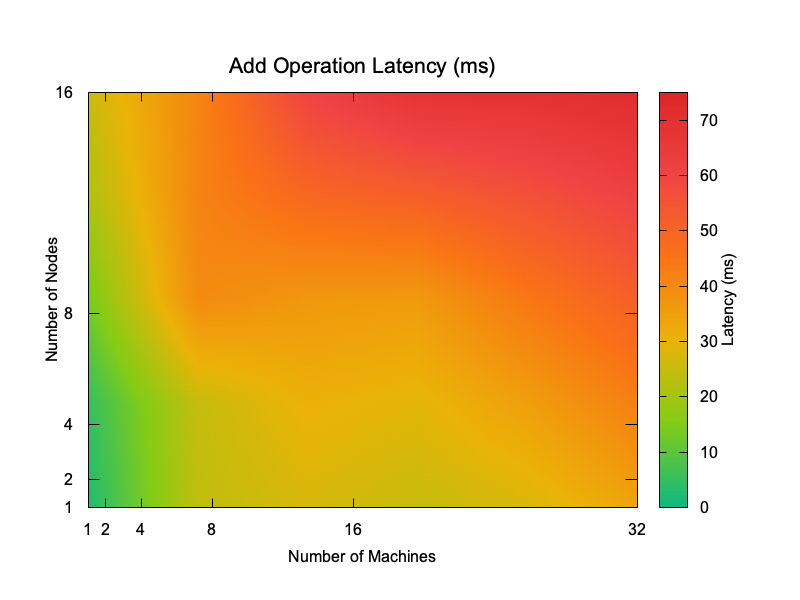 Add Operation Latency (ms)
16
8
4
2
1
Number of Nodes
1 2 4 8 16 32
Number of Machines
70
60
50
40
30
20
10
0
Latency (ms)